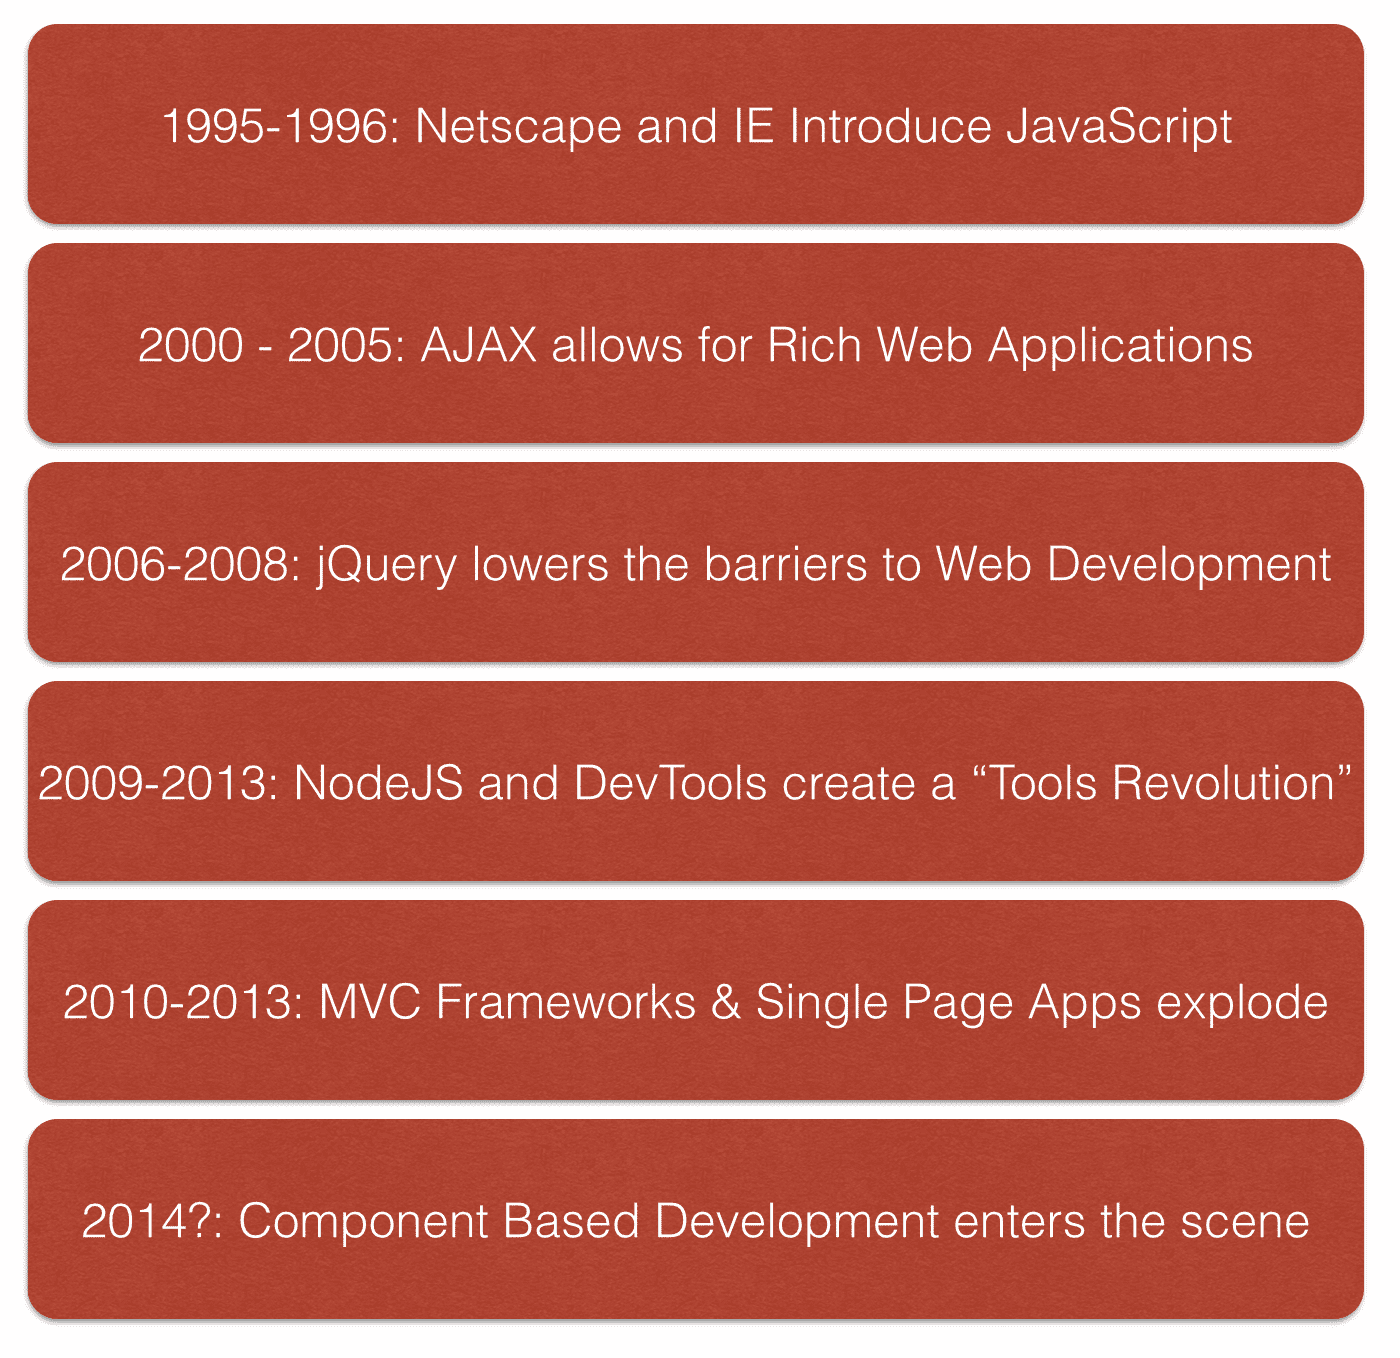 1995-1996: Netscape and IE Introduce JavaScript
2000 - 2005: AJAX allows for Rich Web Applications
2006-2008: jQuery lowers the barriers to Web Development
2009-2013: NodeJS and DevTools create a “Tools Revolution”
2010-2013: MVC Frameworks & Single Page Apps explode
2014?: Component Based Development enters the scene